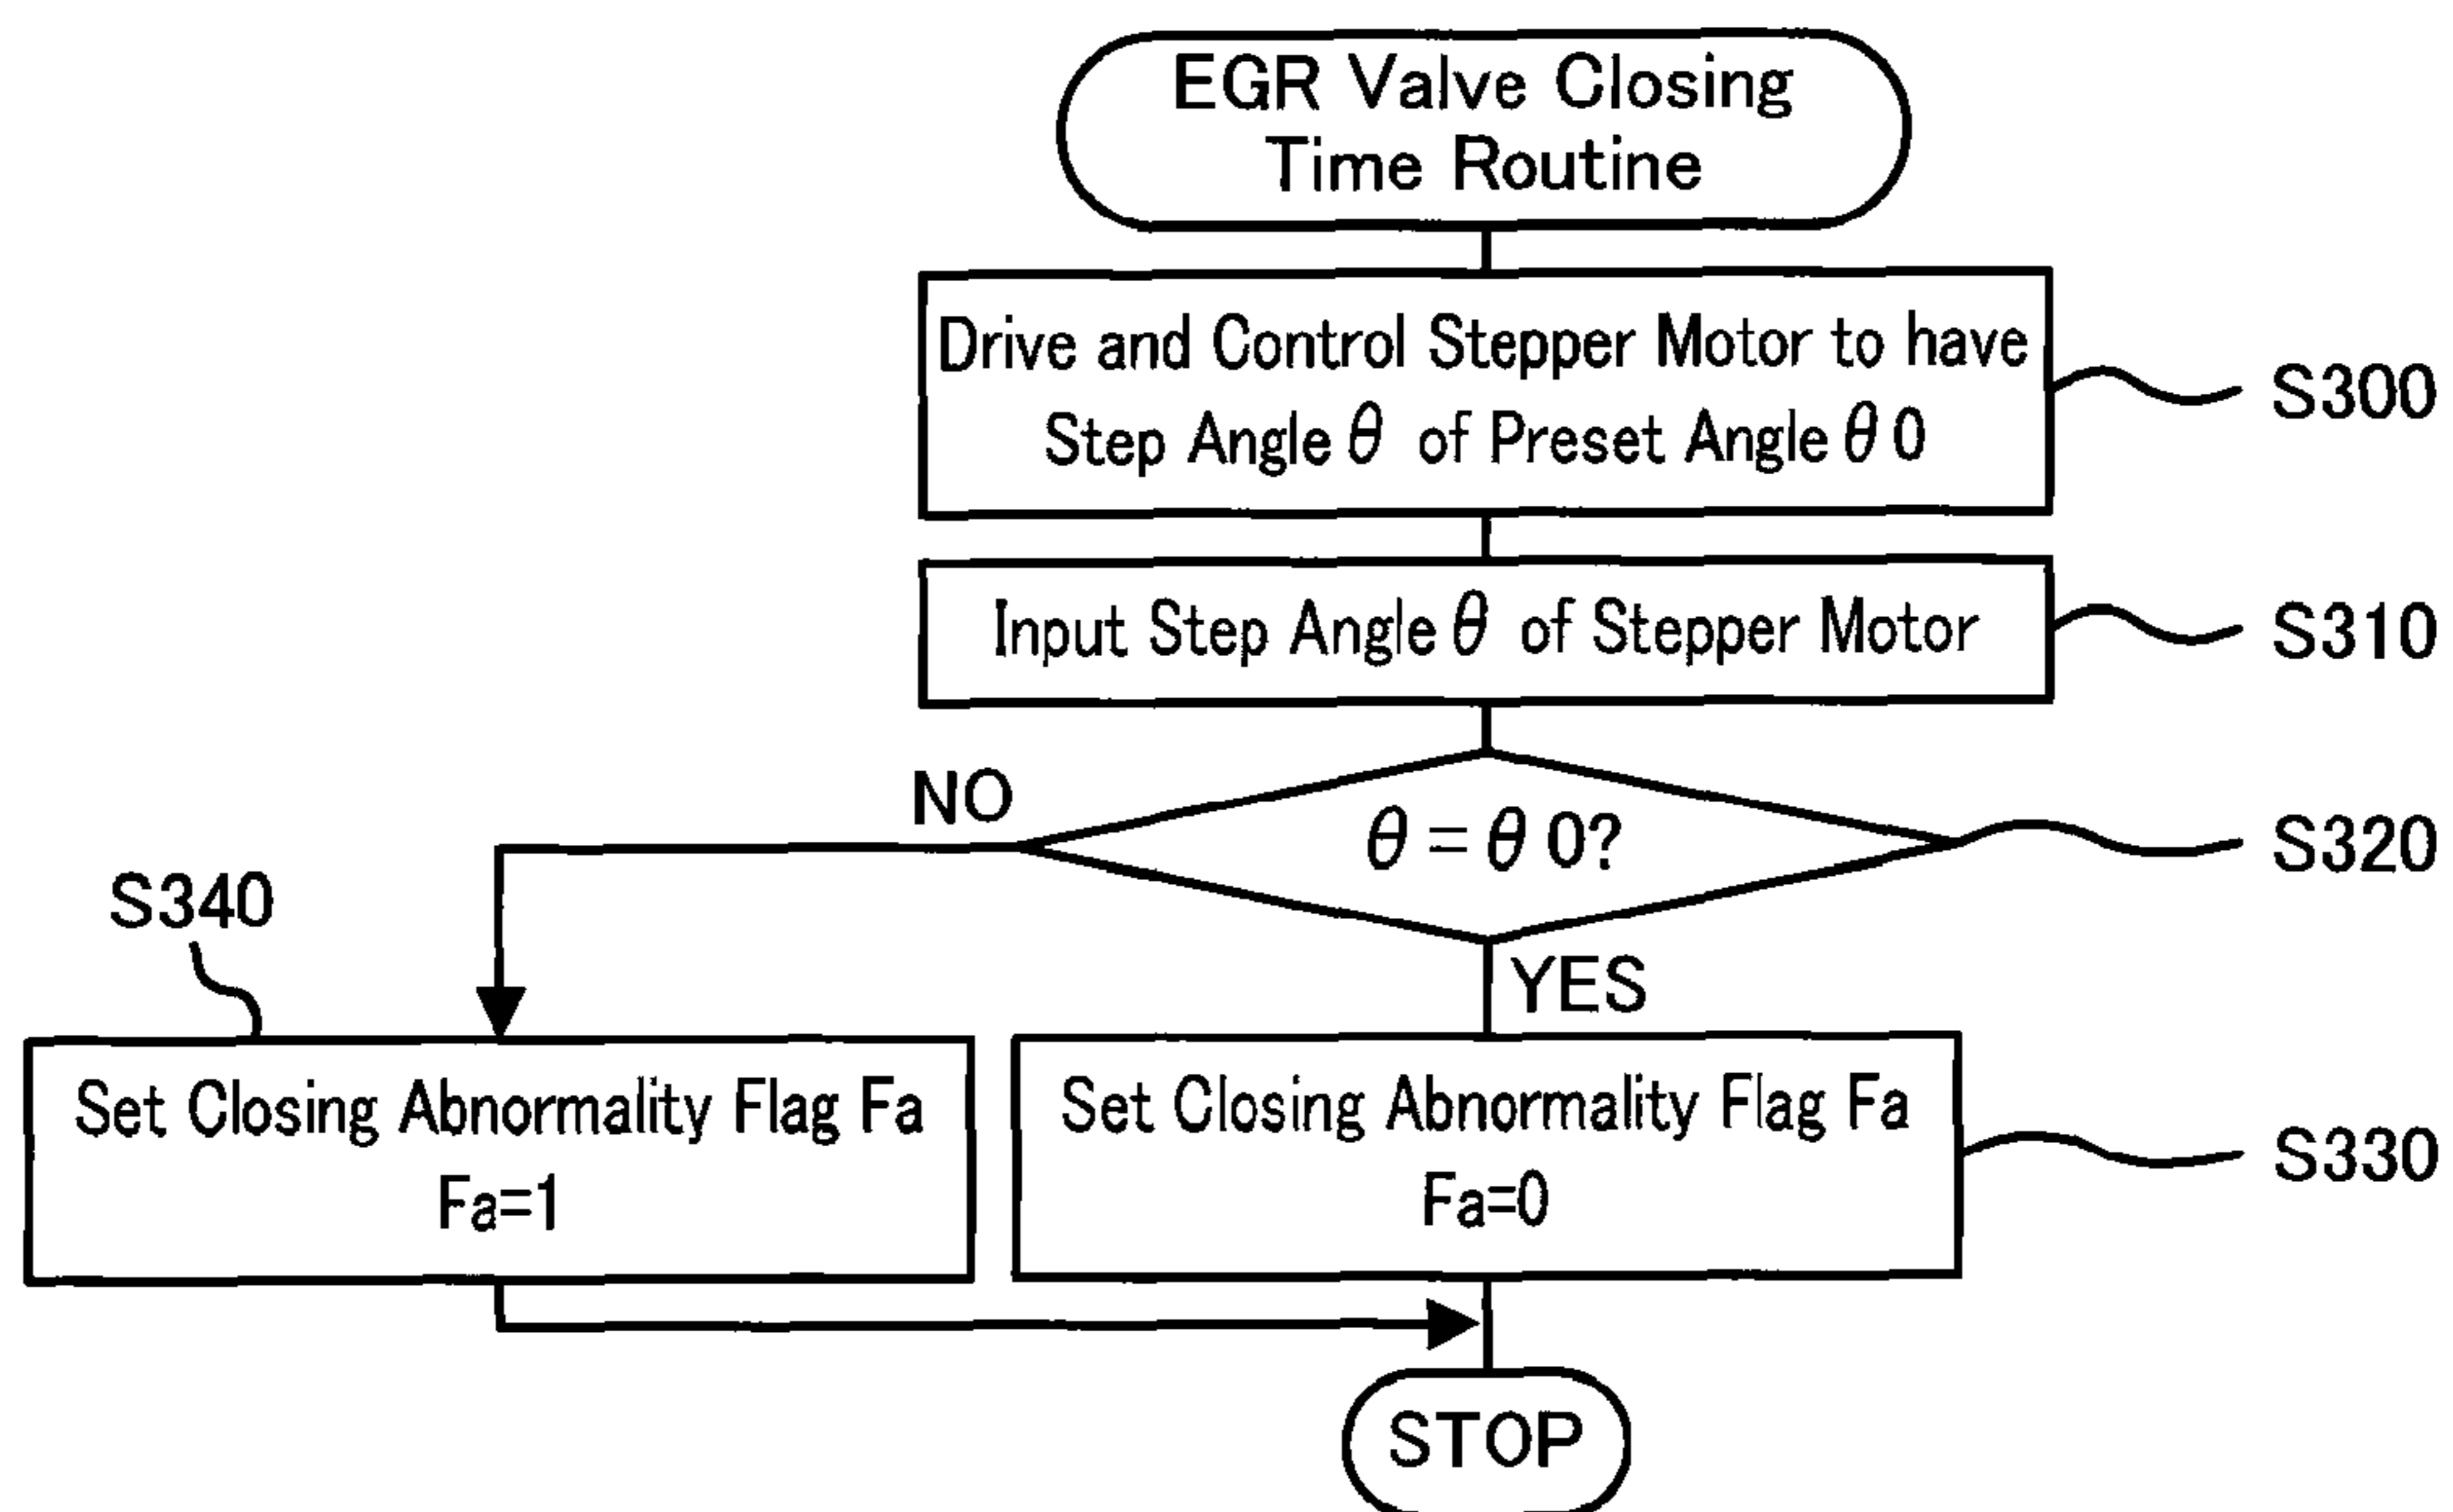 EGR Valve Closing
Time Routine
Drive and Control Stepper Motor to have
Step Angle θ of Preset Angle θ 0
S300
Input Step Angle θ of Stepper Motor
S310
NO
θ = θ 0?
S320
S340
YES
Set Closing Abnormality Flag Fa
Fa=1
Set Closing Abnormality Flag Fa
Fa=0
S330
STOP